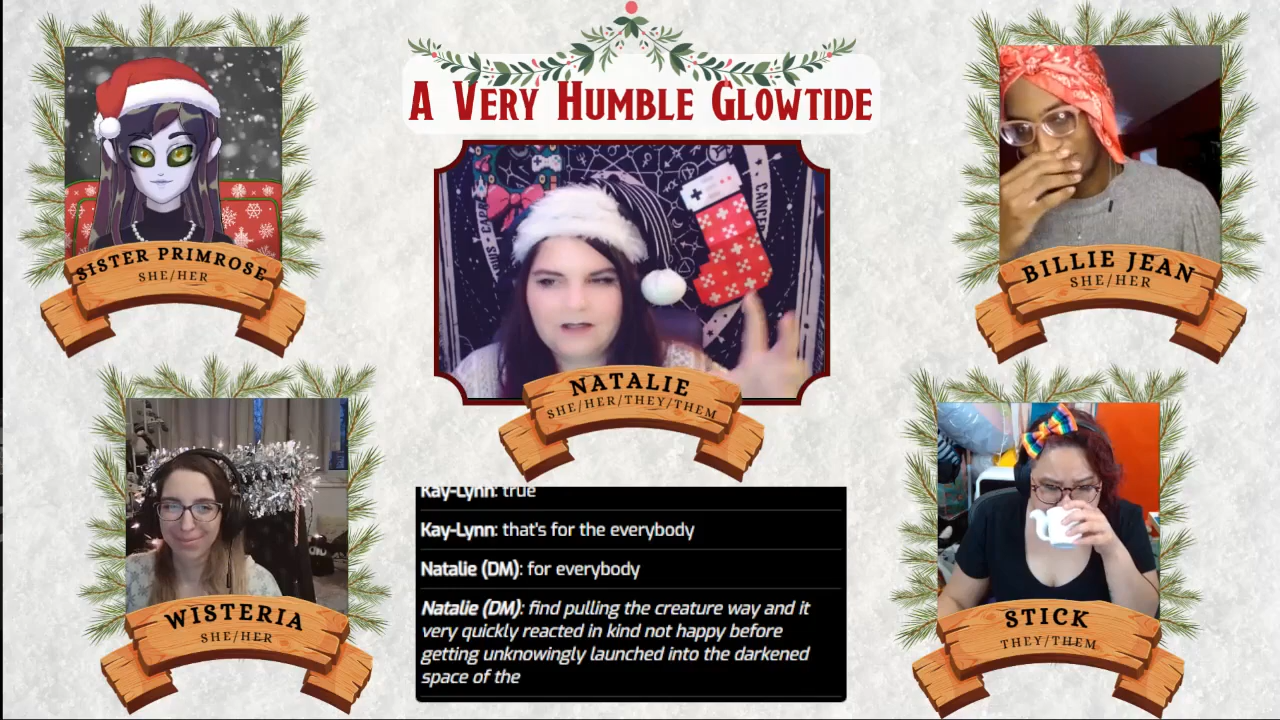 A VERY HUMBLE GLOWTIDE
SISTER PRIMROSE
SHE/HER
BILLIE JEAN
SHE/HER
CANCE
NATALIE
SHE/HER/THEY/THEM
WISTERIA
SHE/HER
STICK
THEY/THEM
Kay-Lynn: true
Kay-Lynn: that's for the everybody
Natalie (DM): for everybody
Natalie (DM): find pulling the creature way and it
very quickly reacted in kind not happy before
getting unknowingly launched into the darkened
space of the